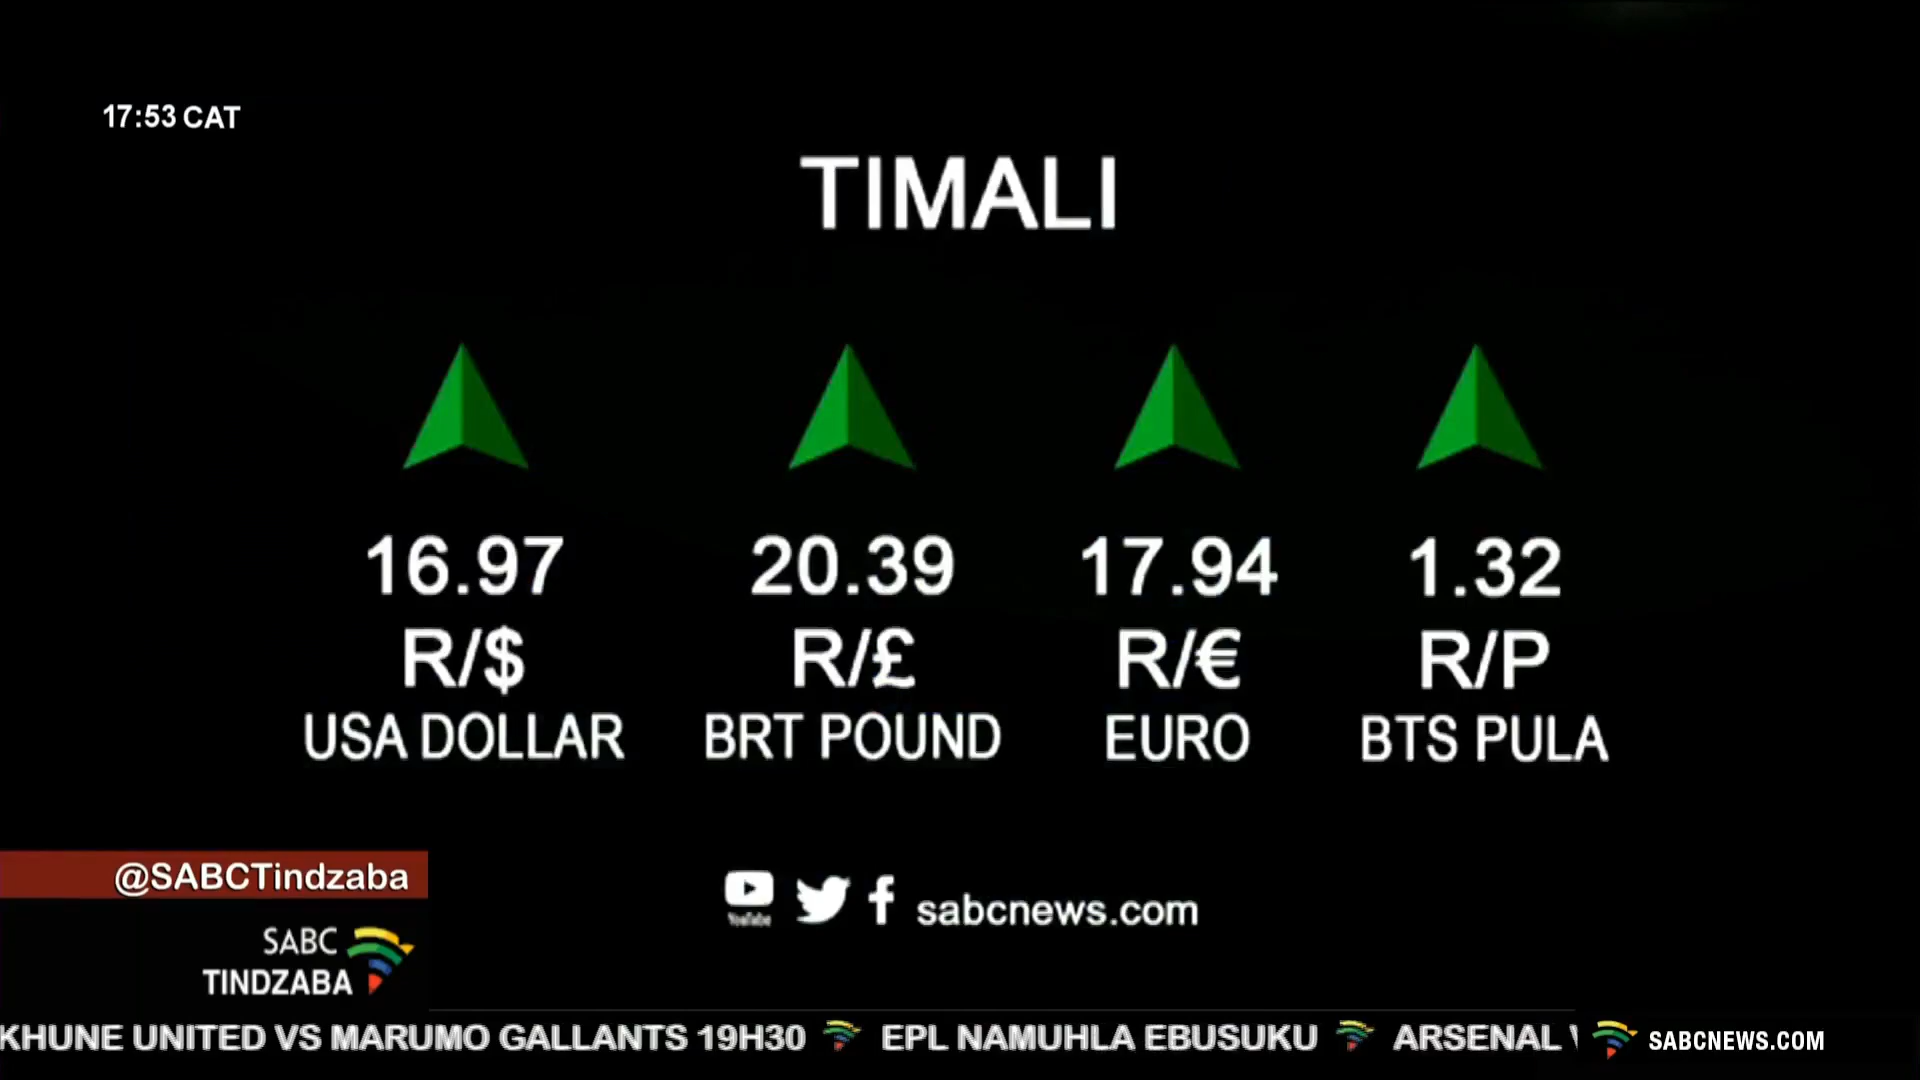 17:53 CAT
TIMALI
16.97 20.39 17.94 1.32
R/$ R/£ R/€ R/P
USA DOLLAR BRT POUND EURO BTS PULA
@SABCTindzaba
YouTube sabcnews.com
SABC
TINDZABA
KHUNE UNITED VS MARUMO GALLANTS 19H30 EPL NAMUHLA EBUSUKU ARSENAL SABCNEWS.COM